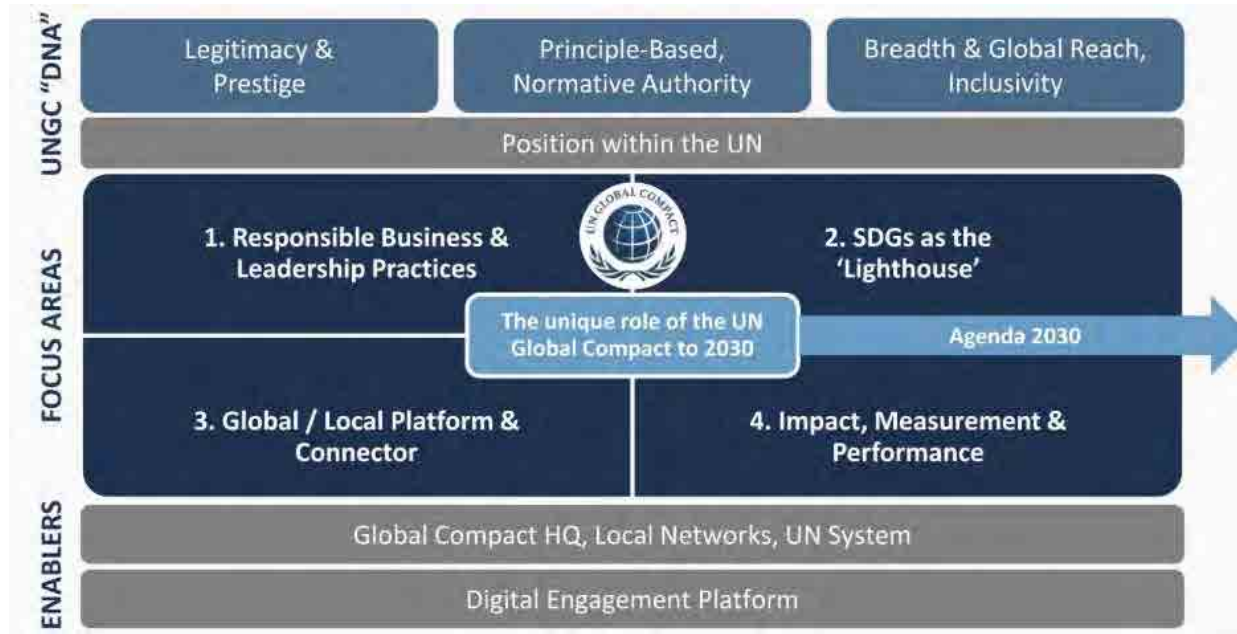 UNGC "DNA"
Legitimacy &
Prestige
Principle-Based,
Normative Authority
Breadth & Global Reach,
Inclusivity
Position within the UN
FOCUS AREAS
1. Responsible Business &
Leadership Practices
UN GLOBAL COMPACT
2. SDGs as the
‘Lighthouse’
The unique role of the UN
Global Compact to 2030
Agenda 2030
3. Global / Local Platform &
Connector
4. Impact, Measurement &
Performance
ENABLERS
Global Compact HQ, Local Networks, UN System
Digital Engagement Platform